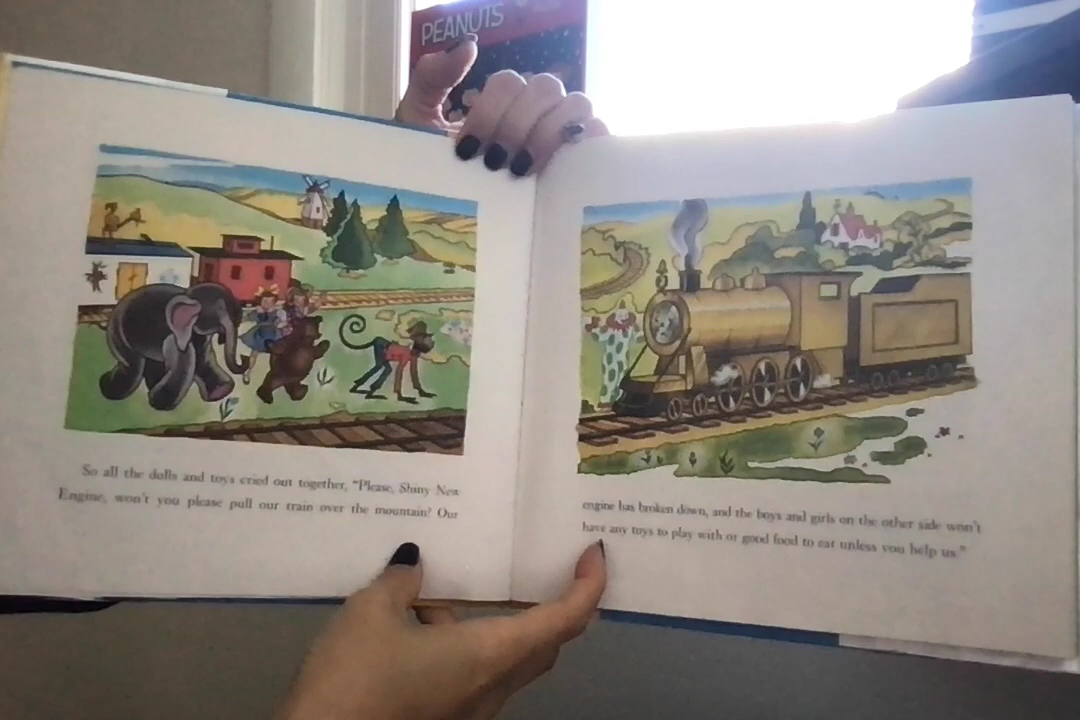 PEANUTS
So all the dolls and toys cried out together, "Please, Shiny New
Engine, won't you please pull our train over the mountain? Our
engine has broken down, and the boys and girls on the other side won't
have any toys to play with or good food to eat unless you help us."